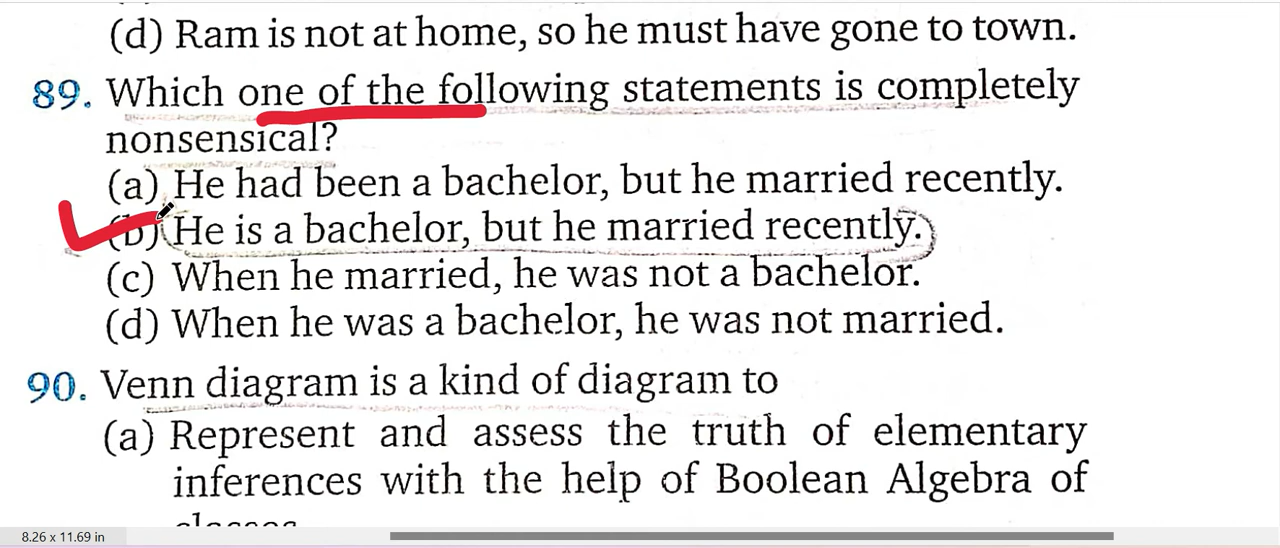 (d) Ram is not at home, so he must have gone to town.
89. Which one of the following statements is completely
nonsensical?
(a) He had been a bachelor, but he married recently.
(b) He is a bachelor, but he married recently.
(c) When he married, he was not a bachelor.
(d) When he was a bachelor, he was not married.
90. Venn diagram is a kind of diagram to
(a) Represent and assess the truth of elementary
inferences with the help of Boolean Algebra of
8.26 x 11.69 in